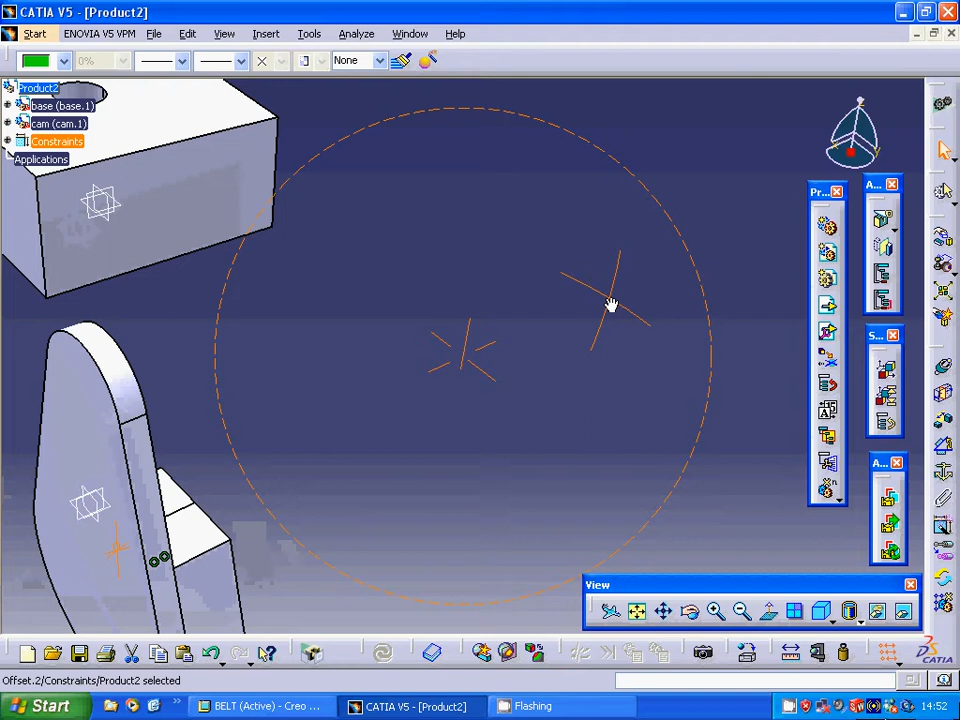 CATIA V5 - [Product2]
Start ENOVIA V5 VPM File Edit View Insert Tools Analyze Window Help
0% None
Product2
base (base.1)
cam (cam.1)
Constraints
Applications
Pr...
A...
S...
A...
View
CATIA
Offset.2/Constraints/Product2 selected
Start BELT (Active) - Creo ... CATIA V5 - [Product2] Flashing 14:52